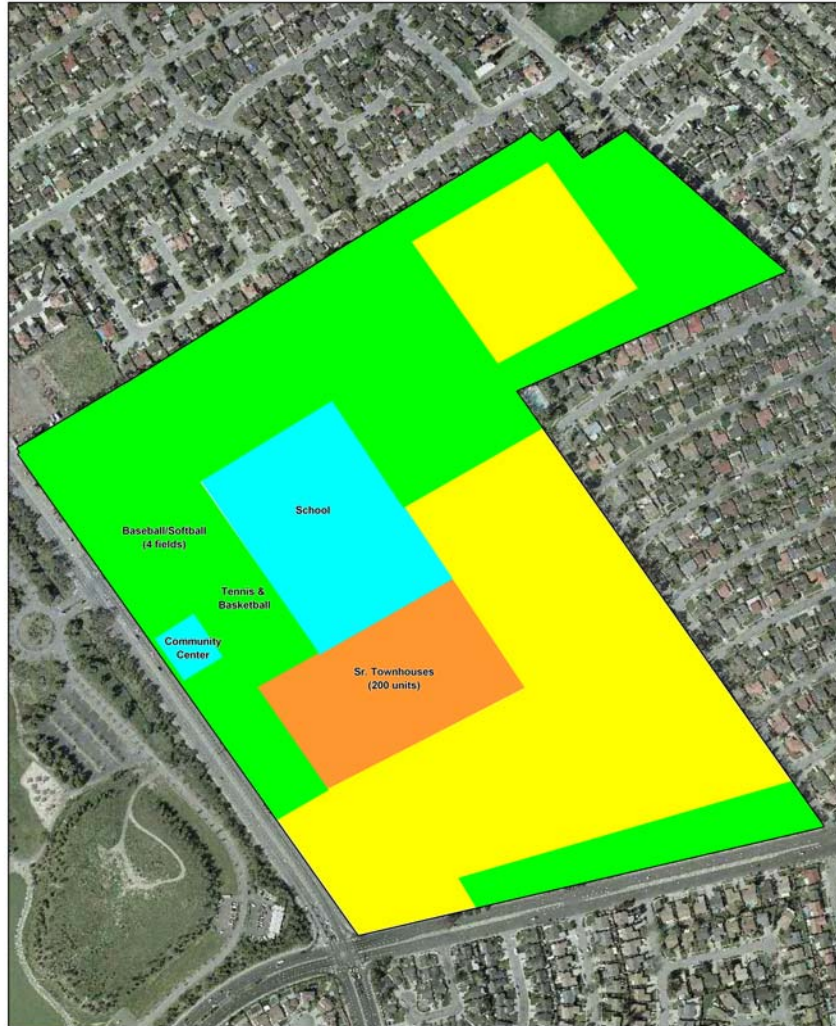 School
Baseball/Softball
(4 fields)
Tennis &
Basketball
Community
Center
Sr. Townhouses
(200 units)